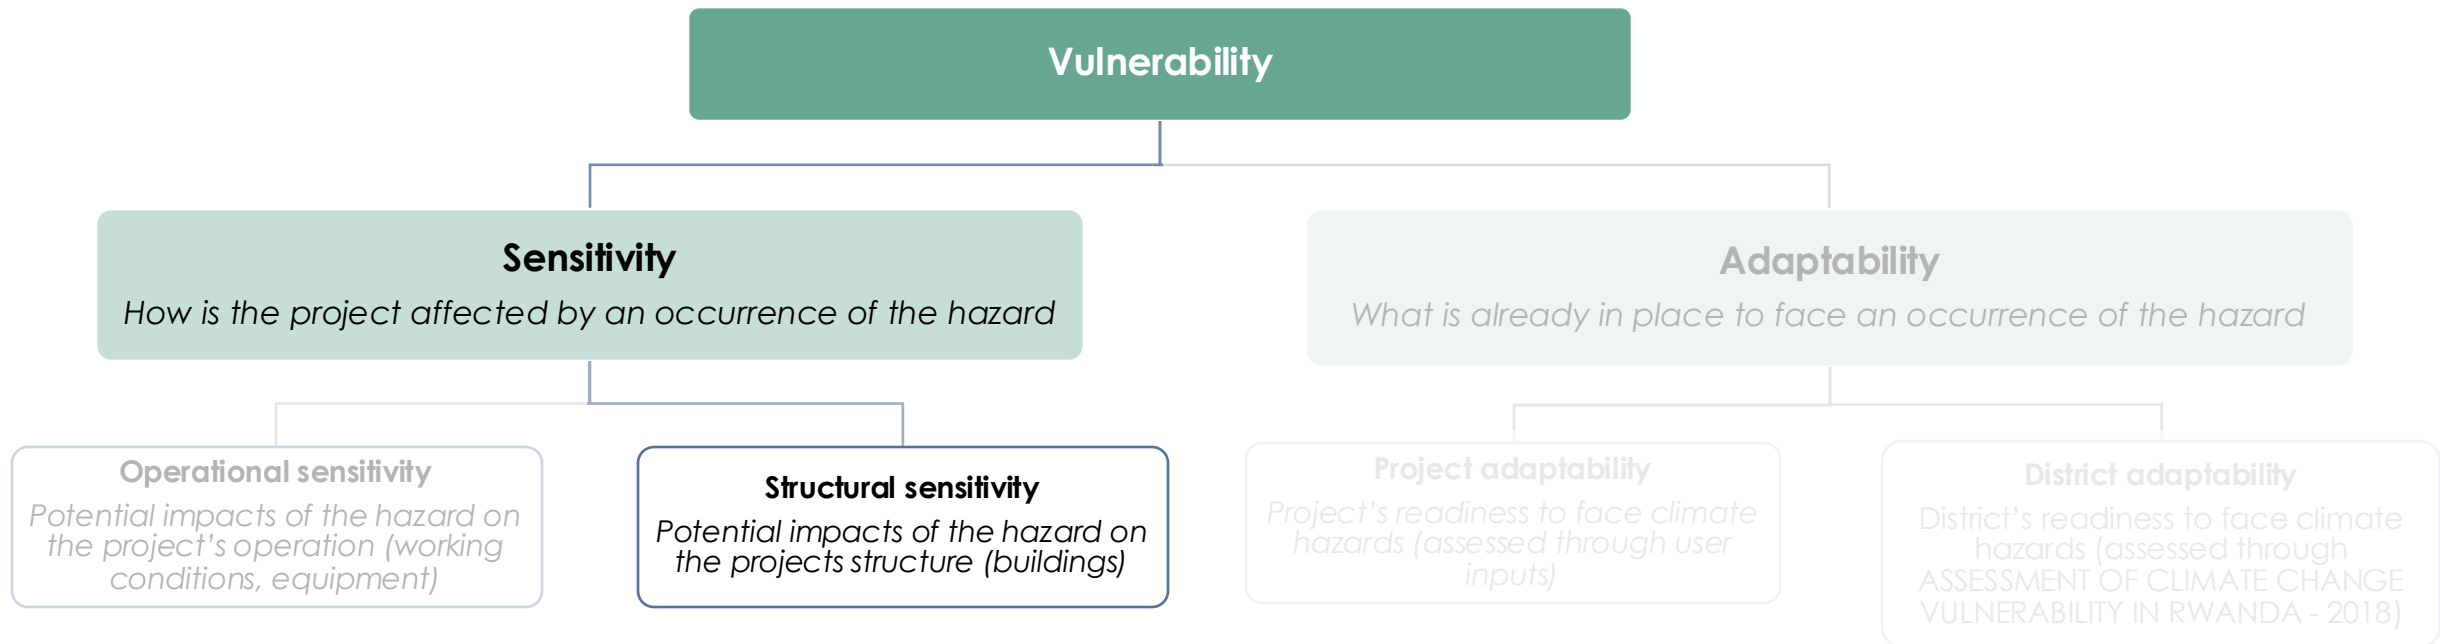 Vulnerability
Sensitivity
How is the project affected by an occurrence of the hazard
Adaptability
What is already in place to face an occurrence of the hazard
Operational sensitivity
Potential impacts of the hazard on
the project's operation (working
conditions, equipment)
Structural sensitivity
Potential impacts of the hazard on
the projects structure (buildings)
Project adaptability
Project's readiness to face climate
hazards (assessed through user
inputs)
District adaptability
District's readiness to face climate
hazards (assessed through
ASSESSMENT OF CLIMATE CHANGE
VULNERABILITY IN RWANDA - 2018)